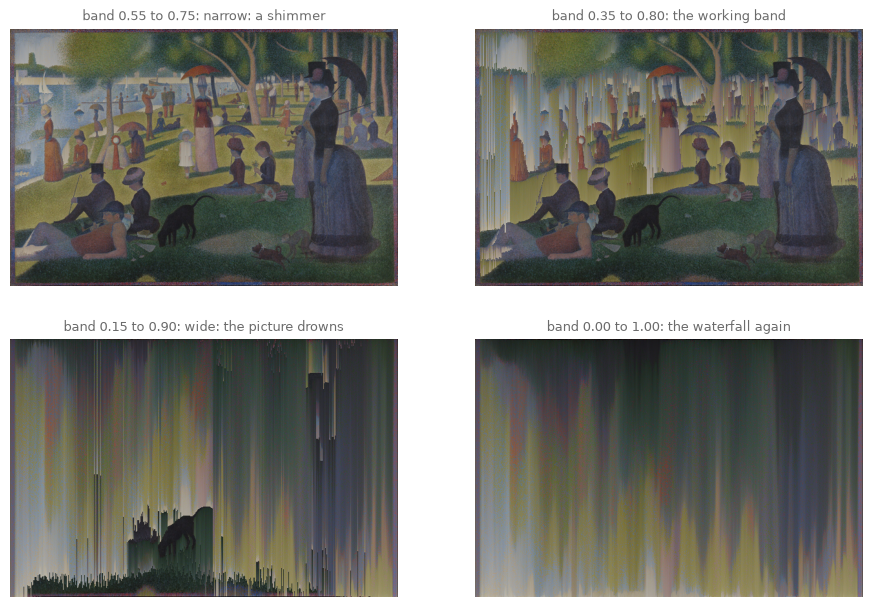 band 0.55 to 0.75: narrow: a shimmer
band 0.35 to 0.80: the working band
band 0.15 to 0.90: wide: the picture drowns
band 0.00 to 1.00: the waterfall again